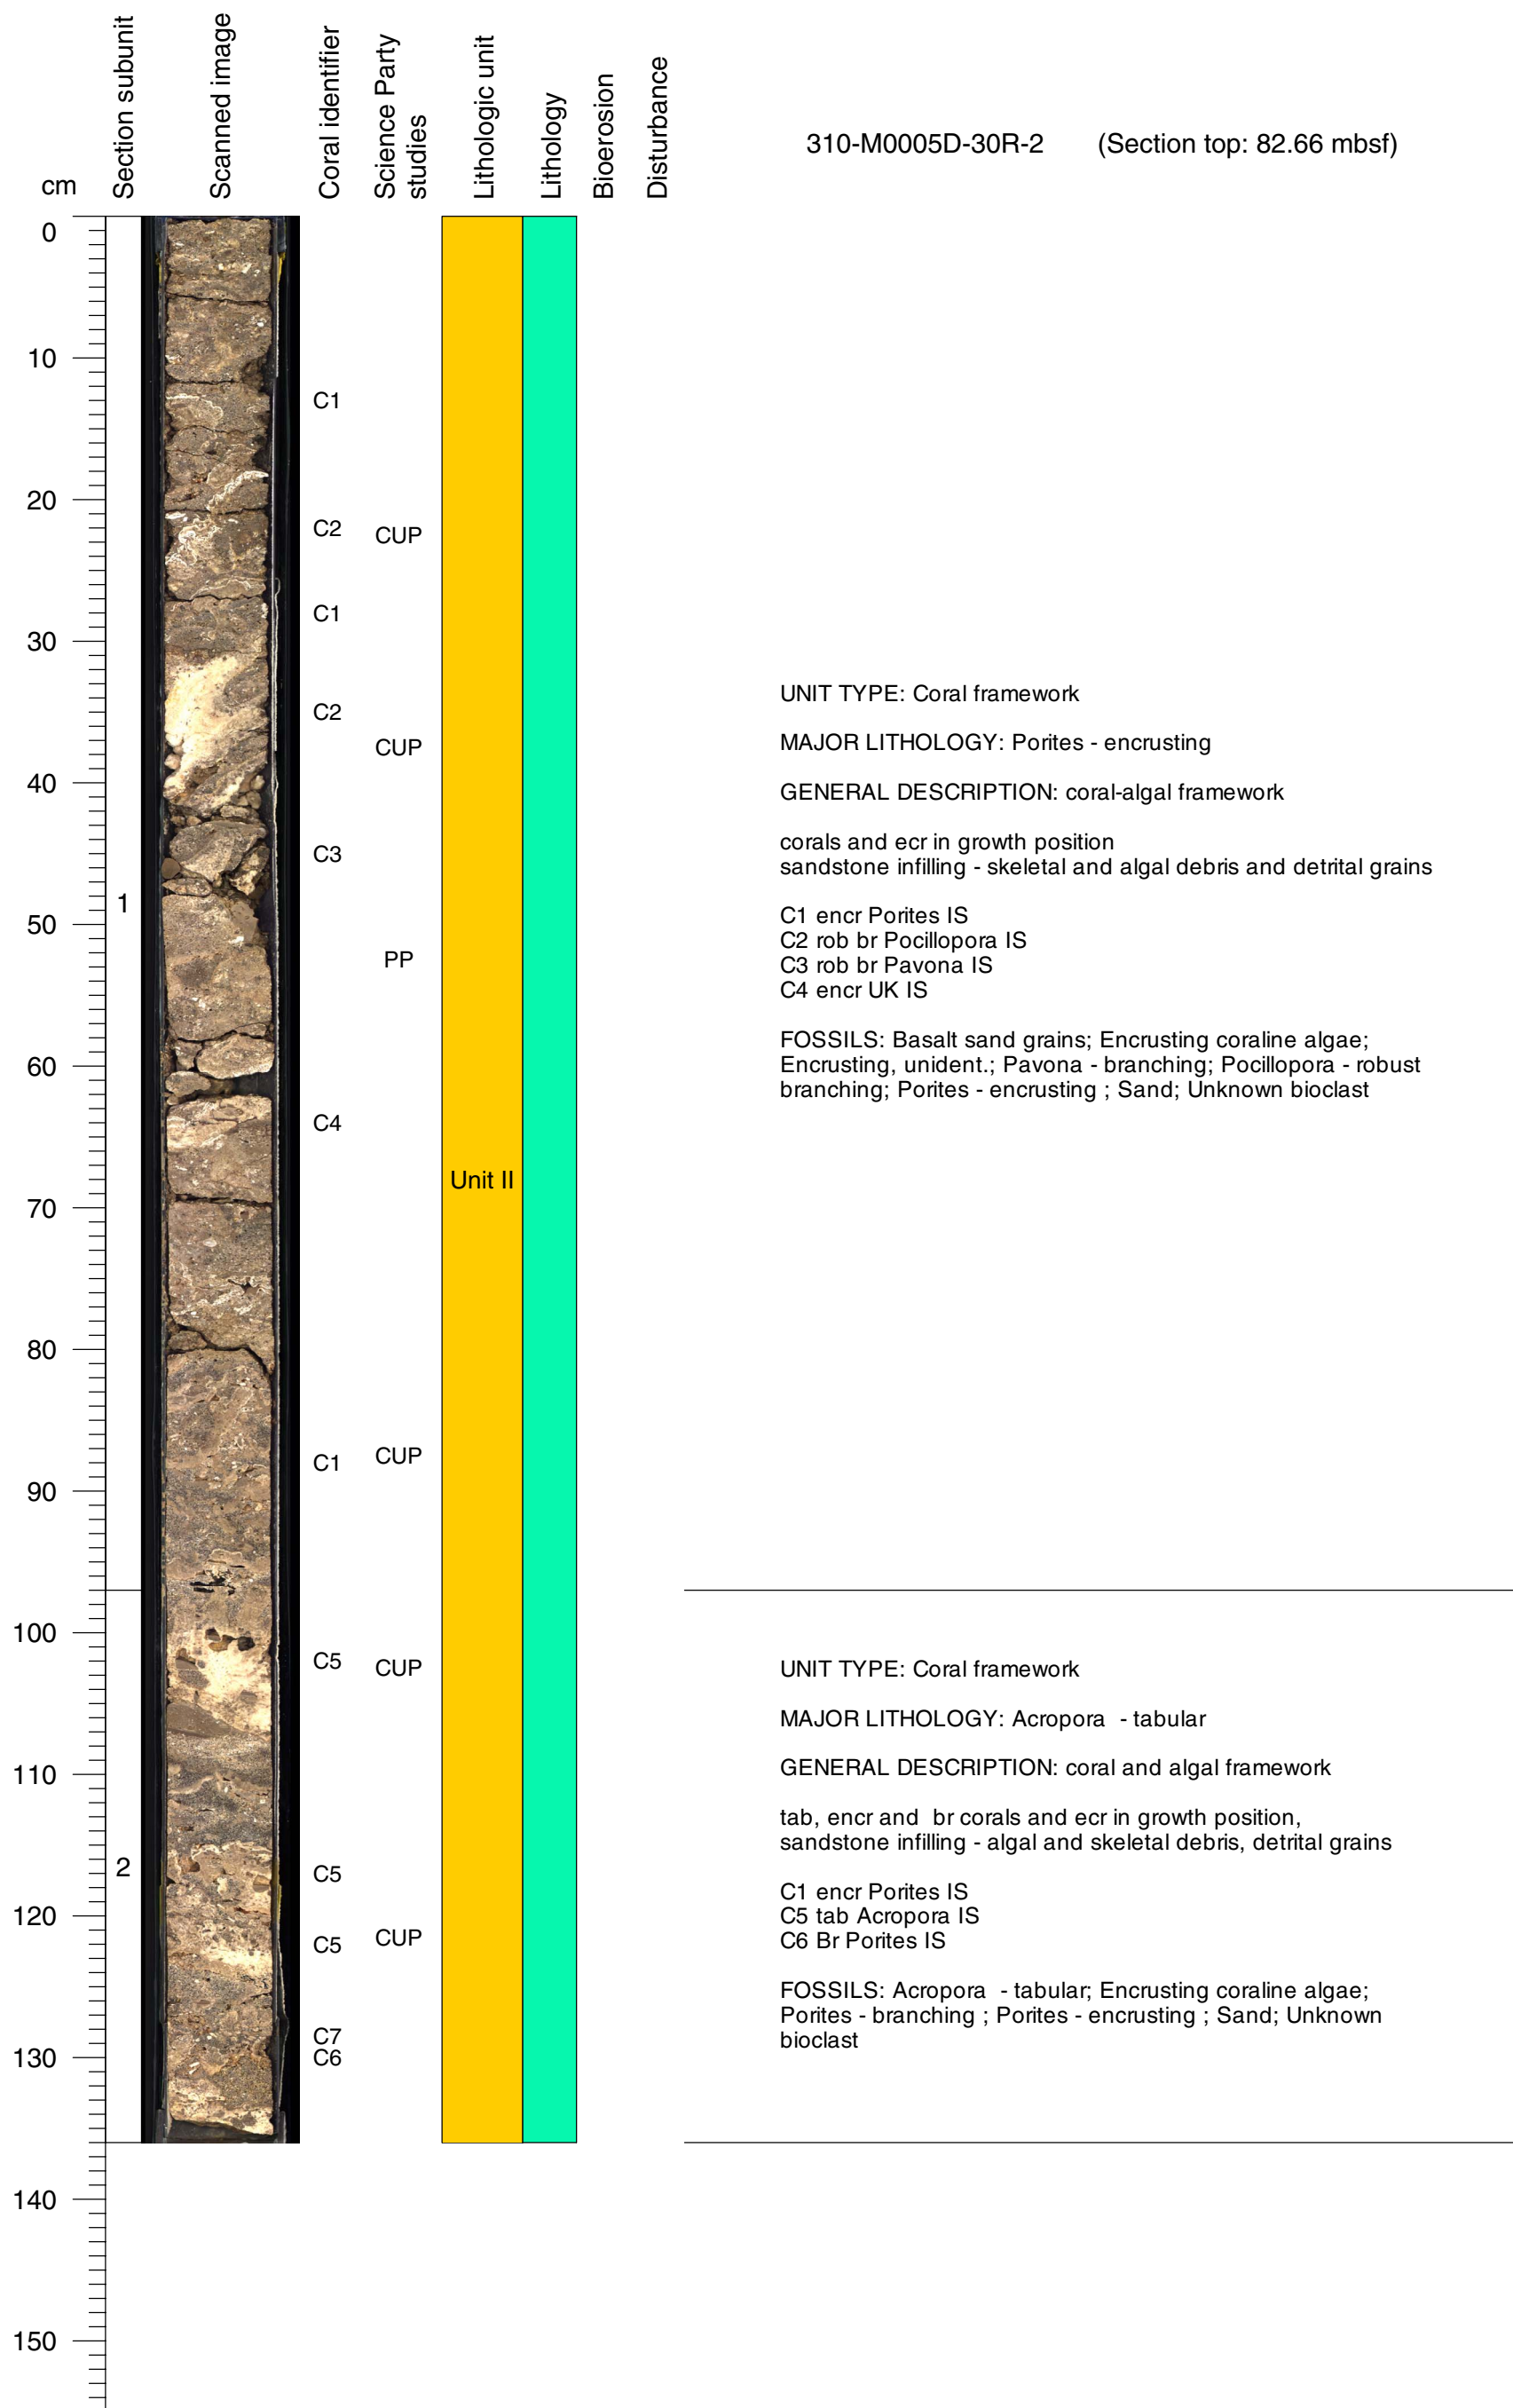 cm
Section subunit
Scanned image
Coral identifier
Science Party
studies
Lithologic unit
Lithology
Bioerosion
Disturbance
310-M0005D-30R-2 (Section top: 82.66 mbsf)
0
10
C1
20
C2 CUP
C1
30
C2
CUP
40
C3
1
50
PP
60
C4
Unit II
70
80
C1 CUP
90
100
C5 CUP
110
2 C5
120
C5 CUP
C7
130 C6
140
150
UNIT TYPE: Coral framework
MAJOR LITHOLOGY: Porites - encrusting
GENERAL DESCRIPTION: coral-algal framework
corals and ecr in growth position
sandstone infilling - skeletal and algal debris and detrital grains
C1 encr Porites IS
C2 rob br Pocillopora IS
C3 rob br Pavona IS
C4 encr UK IS
FOSSILS: Basalt sand grains; Encrusting coraline algae;
Encrusting, unident.; Pavona - branching; Pocillopora - robust
branching; Porites - encrusting ; Sand; Unknown bioclast
UNIT TYPE: Coral framework
MAJOR LITHOLOGY: Acropora - tabular
GENERAL DESCRIPTION: coral and algal framework
tab, encr and br corals and ecr in growth position,
sandstone infilling - algal and skeletal debris, detrital grains
C1 encr Porites IS
C5 tab Acropora IS
C6 Br Porites IS
FOSSILS: Acropora - tabular; Encrusting coraline algae;
Porites - branching ; Porites - encrusting ; Sand; Unknown
bioclast